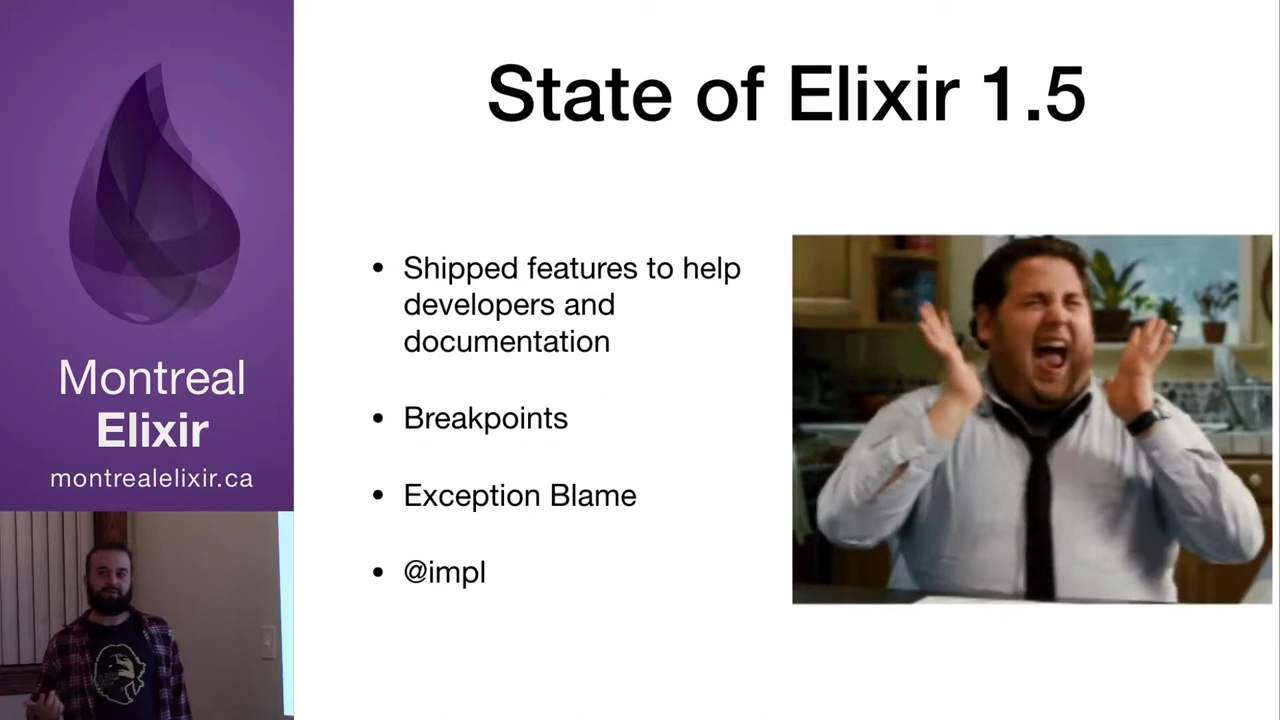 State of Elixir 1.5
• Shipped features to help
developers and
documentation
• Breakpoints
• Exception Blame
• @impl
Montreal
Elixir
montrealelixir.ca